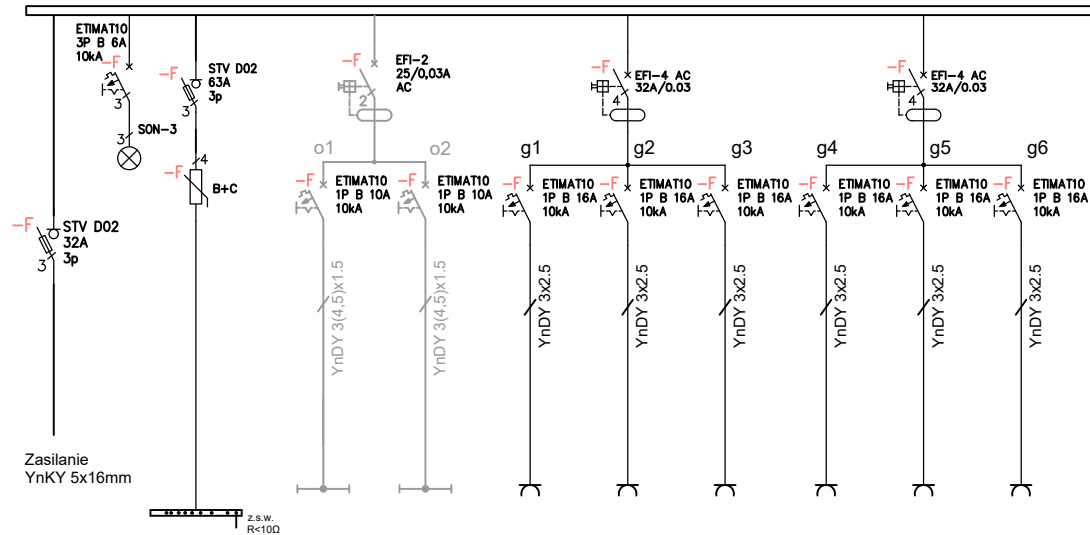 ETIMAT10
3P B 6A
10kA
-F
3
3
SON-3
STV D02
63A
3p
-F
3
4
-F
B+C
-F
STV D02
32A
3p
3
Zasilanie
YnKY 5x16mm
z.s.w.
R<10Ω
EFI-2
25/0,03A
AC
-F
2
o1
o2
-F
ETIMAT10
1P B 10A
10kA
-F
ETIMAT10
1P B 10A
10kA
YnDY 3(4,5)x1.5
YnDY 3(4,5)x1.5
-F
EFI-4 AC
32A/0.03
4
g1
g2
g3
-F
ETIMAT10
1P B 16A
10kA
-F
ETIMAT10
1P B 16A
10kA
-F
ETIMAT10
1P B 16A
10kA
YnDY 3x2.5
YnDY 3x2.5
YnDY 3x2.5
-F
EFI-4 AC
32A/0.03
4
g4
g5
g6
-F
ETIMAT10
1P B 16A
10kA
-F
ETIMAT10
1P B 16A
10kA
-F
ETIMAT10
1P B 16A
10kA
YnDY 3x2.5
YnDY 3x2.5
YnDY 3x2.5